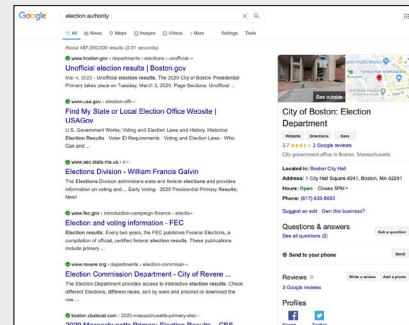 Google
election authority
All News Maps Images Videos More Settings Tools
About 487,000,000 results (0.91 seconds)
www.boston.gov › departments › elections › unofficial-
Unofficial election results | Boston.gov
Mar 4, 2020 - Unofficial election results. The 2020 City of Boston Presidential
Primary takes place on Tuesday, March 3, 2020. Page Sections. Unofficial ...
www.usa.gov › election-offi
Find My State or Local Election Office Website |
USAGov
U.S. Government Works; Voting and Election Laws and History. Historical
Election Results · Voter ID Requirements · Voting and Election Laws · Who
Can and ...
www.sec.state.ma.us ›
Elections Division - William Francis Galvin
The Elections Division administers state and federal elections and provides
information on voting and ... Early Voting · 2020 Presidential Primary Results;
New!
www.fec.gov › introduction-campaign-finance › electio
Election and voting information - FEC
Election results. Every two years, the FEC publishes Federal Elections, a
compilation of official, certified federal election results. These publications
include primary ...
www.revere.org › departments › election-commissi
Election Commission Department - City of Revere ...
The Election Department provides access to interactive election results. Check
different Elections, different races, sort by ward and precinct or download the
raw ...
boston.cbslocal.com › 2020-massachusetts-primary-elec
2020 Massachusetts Primary Election Results - CBS
See outside
City of Boston: Election
Department
Website Directions Save
3.7 3 Google reviews
City government office in Boston, Massachusetts
Located in: Boston City Hall
Address: 1 City Hall Square #241, Boston, MA 02201
Hours: Open · Closes 5PM
Phone: (617) 635-8683
Suggest an edit · Own this business?
Questions & answers
See all questions (2)
Ask a question
Send to your phone
Send
Reviews
Write a review Add a photo
3 Google reviews
Profiles